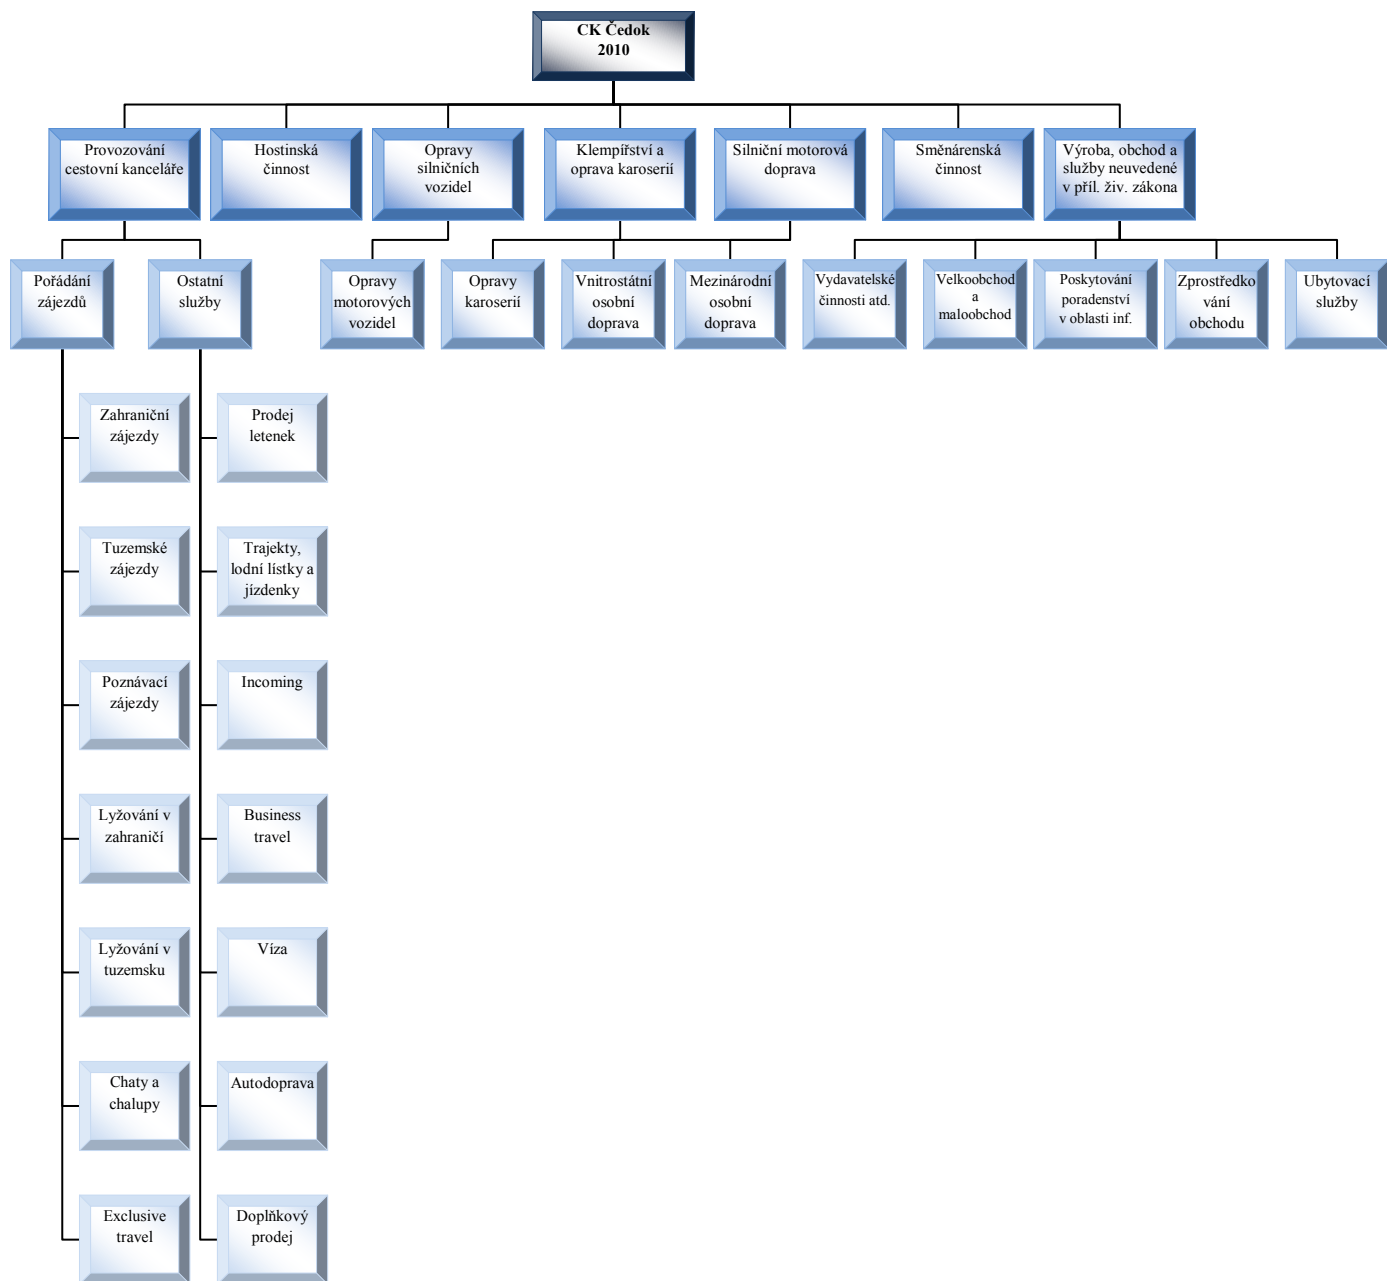 CK Čedok
2010
Provozování
cestovní kanceláře
Hostinská
činnost
Opravy
silničních
vozidel
Klempířství a
oprava karoserií
Silniční motorová
doprava
Směnárenská
činnost
Výroba, obchod a
služby neuvedené
v příl. živ. zákona
Pořádání
zájezdů
Ostatní
služby
Opravy
motorových
vozidel
Opravy
karoserií
Vnitrostátní
osobní
doprava
Mezinárodní
osobní
doprava
Vydavatelské
činnosti atd.
Velkoobchod
a
maloobchod
Poskytování
poradenství
v oblasti inf.
Zprostředko
vání
obchodu
Ubytovací
služby
Zahraniční
zájezdy
Prodej
letenek
Tuzemské
zájezdy
Trajekty,
lodní lístky a
jízdenky
Poznávací
zájezdy
Incoming
Lyžování v
zahraničí
Business
travel
Lyžování v
tuzemsku
Víza
Chaty a
chalupy
Autodoprava
Exclusive
travel
Doplňkový
prodej